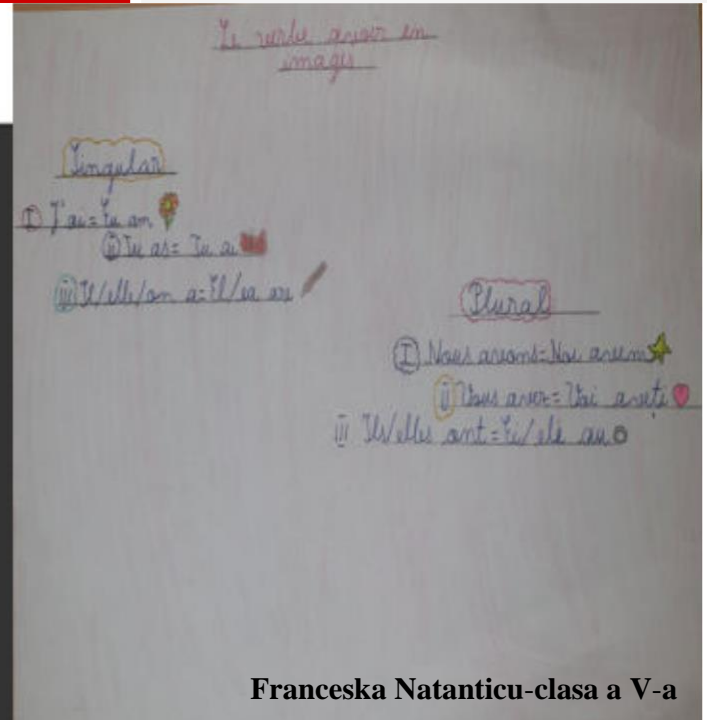 Le verbe avoir en
images
Singular
I J'ai = Eu am
ii Tu as = Tu ai
iii Il/elle/on a = El/ea are
Plural
I Nous avons = Noi avem
ii Vous avez = Voi aveți
iii Ils/elles ont = Ei/ele au
Franceska Natanticu-clasa a V-a